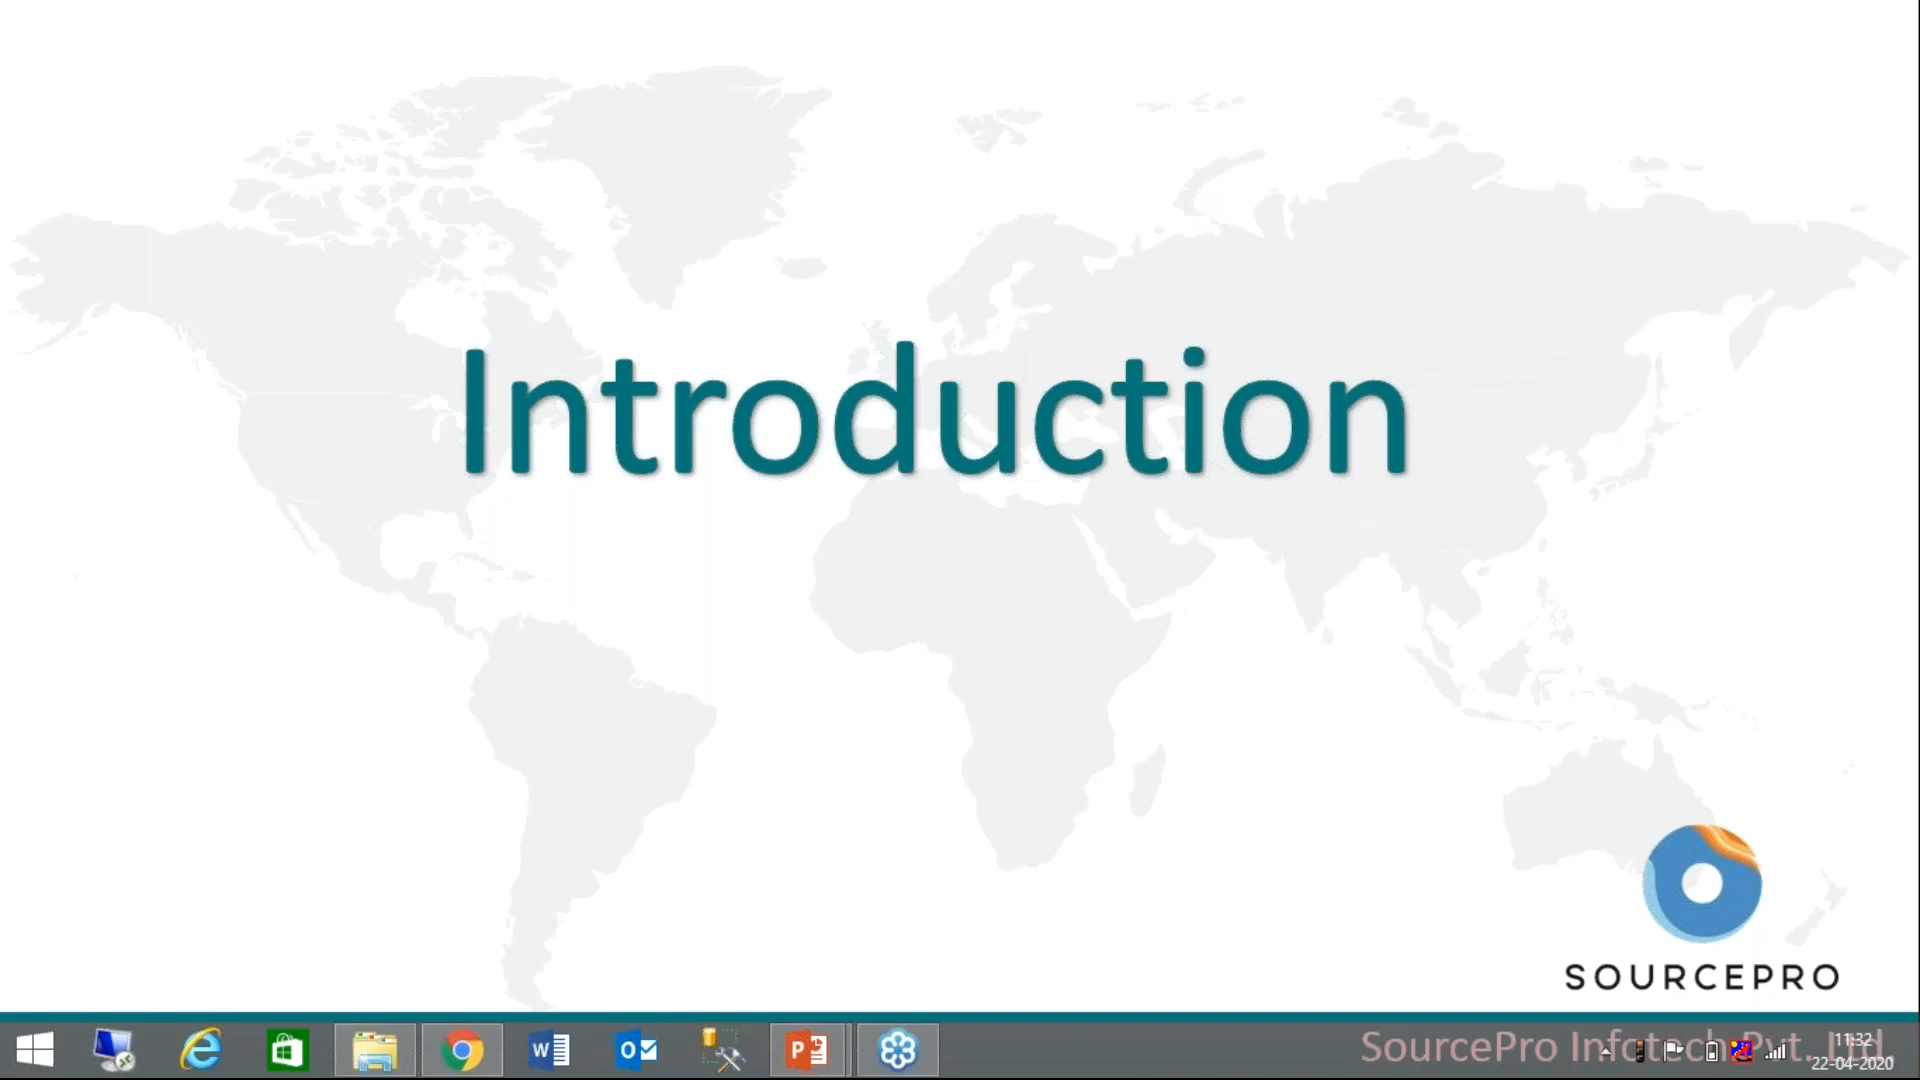 Introduction
SOURCEPRO
SourcePro Infotech Pvt. Ltd.
11:32
22-04-2020